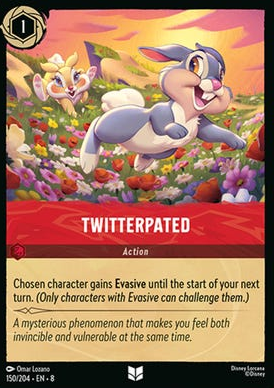 1
TWITTERPATED
Action
Chosen character gains Evasive until the start of your next
turn. (Only characters with Evasive can challenge them.)
A mysterious phenomenon that makes you feel both
invincible and vulnerable at the same time.
Omar Lozano
150/204 • EN • 8
Disney Lorcana
©Disney